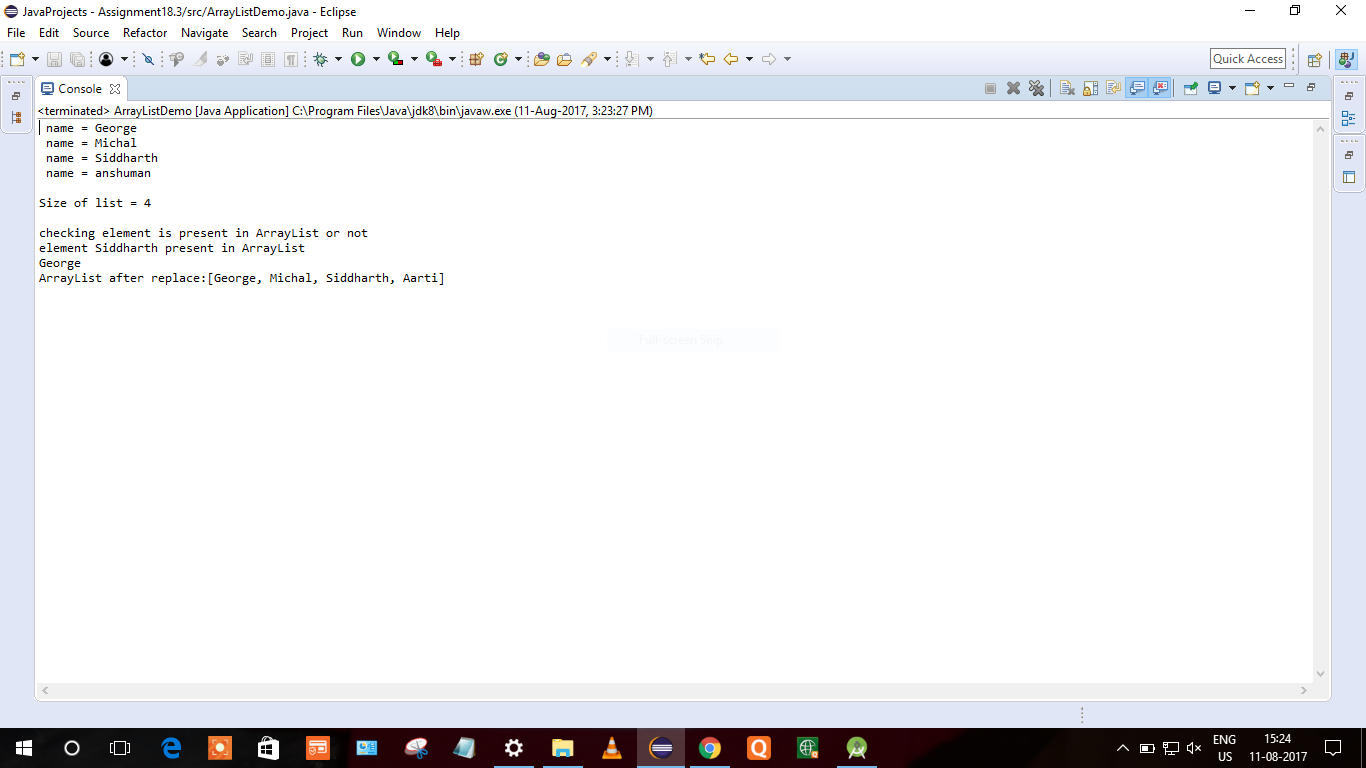 JavaProjects - Assignment18.3/src/ArrayListDemo.java - Eclipse
File Edit Source Refactor Navigate Search Project Run Window Help
Quick Access
Console
<terminated> ArrayListDemo [Java Application] C:\Program Files\Java\jdk8\bin\javaw.exe (11-Aug-2017, 3:23:27 PM)
name = George
name = Michal
name = Siddharth
name = anshuman
Size of list = 4
checking element is present in ArrayList or not
element Siddharth present in ArrayList
George
ArrayList after replace:[George, Michal, Siddharth, Aarti]
Full-screen Snip
ENG
US
15:24
11-08-2017